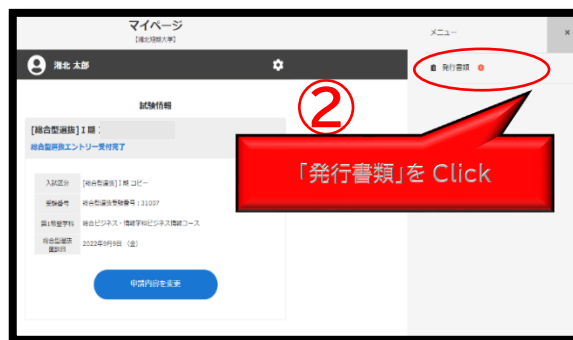 マイページ
【湘北短期大学】
メニュー
×
湘北 太郎
発行書類
試験情報
②
[総合型選抜] I 期 :
総合型選抜エントリー受付完了
「発行書類」を Click
入試区分 [総合型選抜] I 期 コピー
受験番号 総合型選抜受験番号：31037
第1希望学科 総合ビジネス・情報学科ビジネス情報コース
総合型選抜
面談日
2022年9月9日 （金）
申請内容を変更